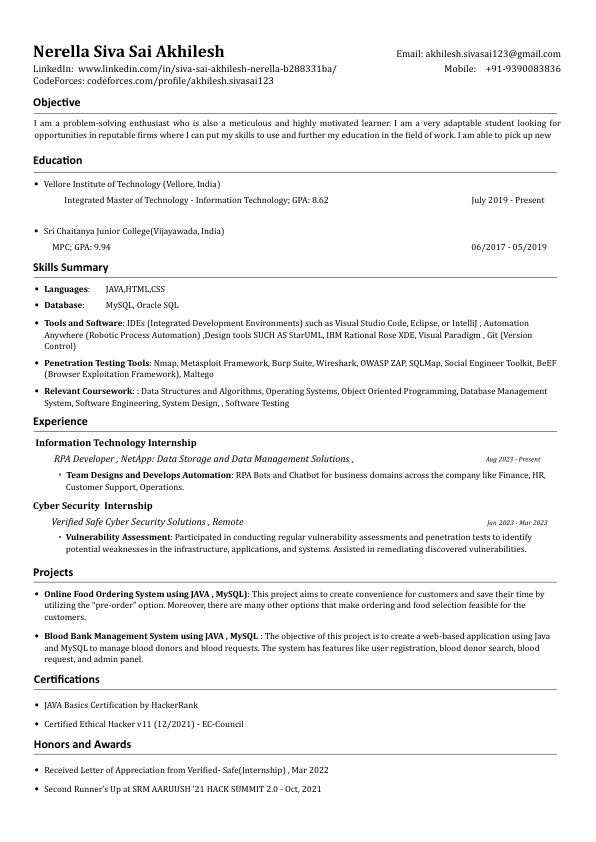 Nerella Siva Sai Akhilesh
Email: akhilesh.sivasai123@gmail.com
LinkedIn: www.linkedin.com/in/siva-sai-akhilesh-nerella-b288331ba/
Mobile: +91-9390083836
CodeForces: codeforces.com/profile/akhilesh.sivasai123
Objective
I am a problem-solving enthusiast who is also a meticulous and highly motivated learner. I am a very adaptable student looking for
opportunities in reputable firms where I can put my skills to use and further my education in the field of work. I am able to pick up new
Education
• Vellore Institute of Technology (Vellore, India)
Integrated Master of Technology - Information Technology; GPA: 8.62 July 2019 - Present
• Sri Chaitanya Junior College(Vijayawada, India)
MPC; GPA: 9.94 06/2017 - 05/2019
Skills Summary
• Languages: JAVA,HTML,CSS
• Database: MySQL, Oracle SQL
• Tools and Software: IDEs (Integrated Development Environments) such as Visual Studio Code, Eclipse, or IntelliJ , Automation
Anywhere (Robotic Process Automation) ,Design tools SUCH AS StarUML, IBM Rational Rose XDE, Visual Paradigm , Git (Version
Control)
• Penetration Testing Tools: Nmap, Metasploit Framework, Burp Suite, Wireshark, OWASP ZAP, SQLMap, Social Engineer Toolkit, BeEF
(Browser Exploitation Framework), Maltego
• Relevant Coursework: : Data Structures and Algorithms, Operating Systems, Object Oriented Programming, Database Management
System, Software Engineering, System Design, , Software Testing
Experience
Information Technology Internship
RPA Developer , NetApp: Data Storage and Data Management Solutions , Aug 2023 - Present
• Team Designs and Develops Automation: RPA Bots and Chatbot for business domains across the company like Finance, HR,
Customer Support, Operations.
Cyber Security Internship
Verified Safe Cyber Security Solutions , Remote Jan 2023 - Mar 2023
• Vulnerability Assessment: Participated in conducting regular vulnerability assessments and penetration tests to identify
potential weaknesses in the infrastructure, applications, and systems. Assisted in remediating discovered vulnerabilities.
Projects
• Online Food Ordering System using JAVA , MySQL): This project aims to create convenience for customers and save their time by
utilizing the "pre-order" option. Moreover, there are many other options that make ordering and food selection feasible for the
customers.
• Blood Bank Management System using JAVA , MySQL : The objective of this project is to create a web-based application using Java
and MySQL to manage blood donors and blood requests. The system has features like user registration, blood donor search, blood
request, and admin panel.
Certifications
• JAVA Basics Certification by HackerRank
• Certified Ethical Hacker v11 (12/2021) - EC-Council
Honors and Awards
• Received Letter of Appreciation from Verified- Safe(Internship) , Mar 2022
• Second Runner's Up at SRM AARUUSH '21 HACK SUMMIT 2.0 - Oct, 2021